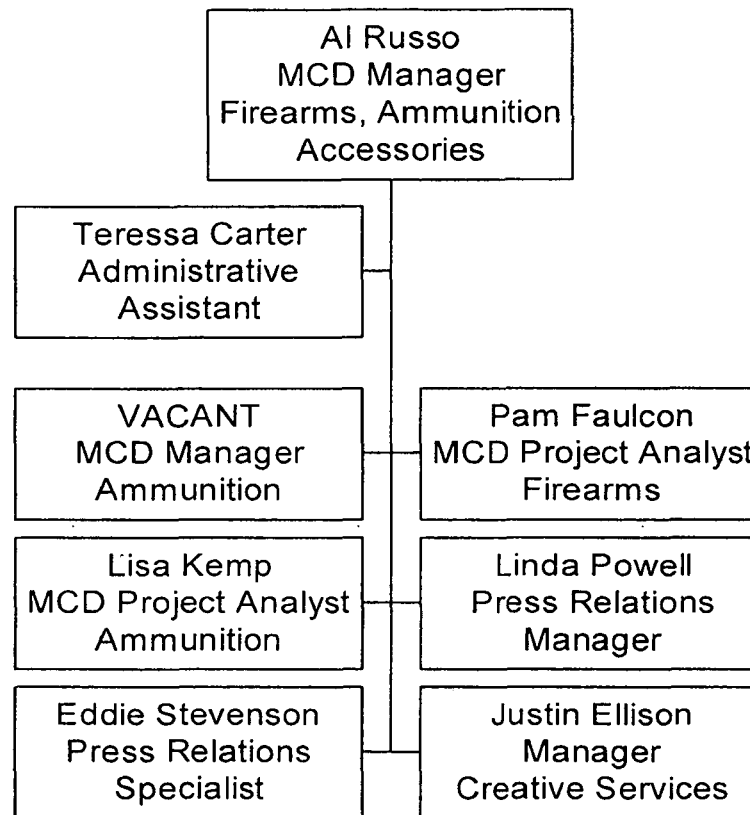 Al Russo
MCD Manager
Firearms, Ammunition
Accessories
Teressa Carter
Administrative
Assistant
VACANT
MCD Manager
Ammunition
Pam Faulcon
MCD Project Analyst
Firearms
Lisa Kemp
MCD Project Analyst
Ammunition
Linda Powell
Press Relations
Manager
Eddie Stevenson
Press Relations
Specialist
Justin Ellison
Manager
Creative Services